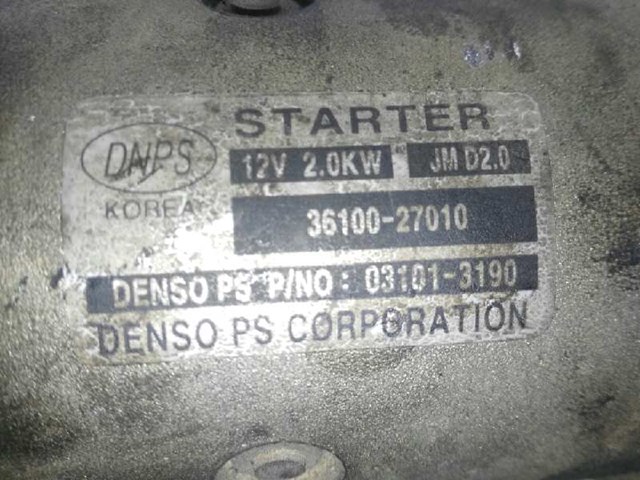 STARTER
DNPS 12V 2.0KW JM D2.0
KOREA 36100-27010
DENSO PS P/NO : 03101-3190
DENSO PS CORPORATION